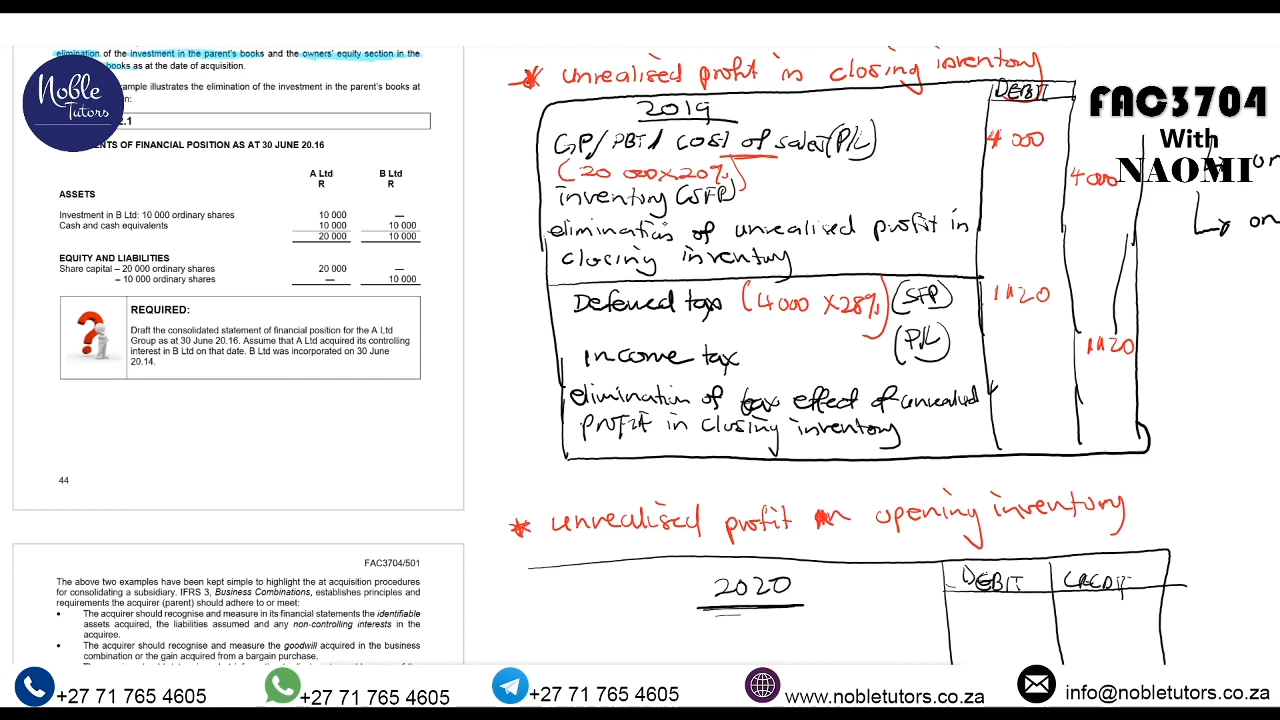 elimination of the investment in the parent's books and the owners' equity section in the
books as at the date of acquisition.
ample illustrates the elimination of the investment in the parent's books at
on:
2.1
Noble
Tutors
ENTS OF FINANCIAL POSITION AS AT 30 JUNE 20.16
A Ltd B Ltd
R R
ASSETS
Investment in B Ltd: 10 000 ordinary shares 10 000 —
Cash and cash equivalents 10 000 10 000
20 000 10 000
EQUITY AND LIABILITIES
Share capital – 20 000 ordinary shares 20 000 —
– 10 000 ordinary shares — 10 000
REQUIRED:
Draft the consolidated statement of financial position for the A Ltd
Group as at 30 June 20.16. Assume that A Ltd acquired its controlling
interest in B Ltd on that date. B Ltd was incorporated on 30 June
20.14.
44
FAC3704/501
The above two examples have been kept simple to highlight the at acquisition procedures
for consolidating a subsidiary. IFRS 3, Business Combinations, establishes principles and
requirements the acquirer (parent) should adhere to or meet:
• The acquirer should recognise and measure in its financial statements the identifiable
assets acquired, the liabilities assumed and any non-controlling interests in the
acquiree.
• The acquirer should recognise and measure the goodwill acquired in the business
combination or the gain acquired from a bargain purchase.
* unrealised profit in closing inventory
DEBIT
2019
GP/PBT/ cost of sales (P/L) 4 000
(20 000 x 20%)
inventory (SFP) 4 000
elimination of unrealised profit in
closing inventory
Deferred tax (4000 x 28%) (SFP) 1120
Income tax (P/L) 1120
elimination of tax effect of unrealised
profit in closing inventory
* unrealised profit in opening inventory
2020 DEBIT CREDIT
FAC3704
With
NAOMI
on
on
+27 71 765 4605
+27 71 765 4605
+27 71 765 4605
www.nobletutors.co.za
info@nobletutors.co.za